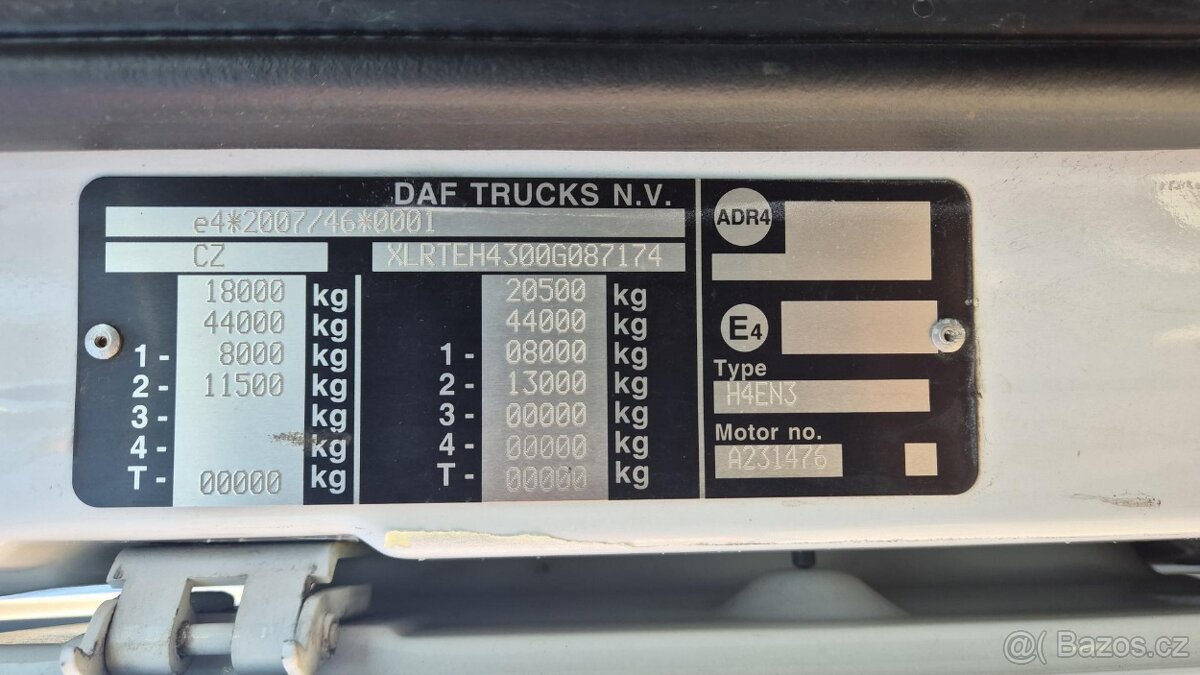 DAF TRUCKS N.V.
e4*2007/46*0001
CZ XLRTEH4300G087174
18000 kg 20500 kg
44000 kg 44000 kg
1- 8000 kg 1- 08000 kg
2- 11500 kg 2- 13000 kg
3- kg 3- 00000 kg
4- kg 4- 00000 kg
T- 00000 kg T- 00000 kg
ADR4
E4
Type
H4EN3
Motor no.
A231476
@( Bazos.cz